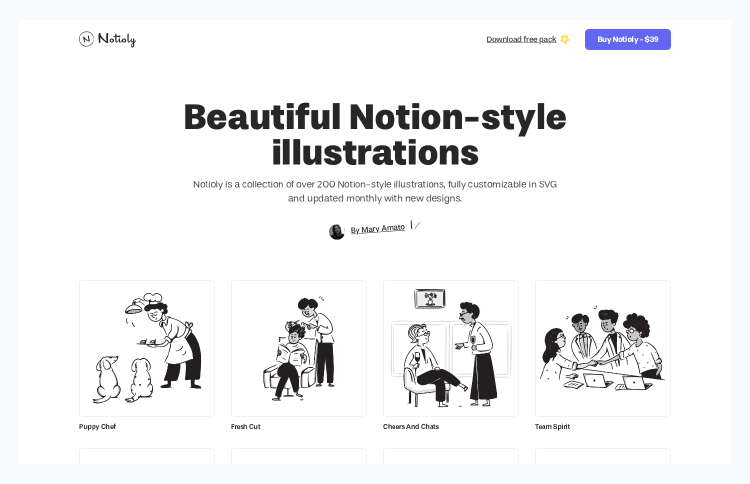 N Notioly
Download free pack
Buy Notioly - $39
Beautiful Notion-style
illustrations
Notioly is a collection of over 200 Notion-style illustrations, fully customizable in SVG
and updated monthly with new designs.
By Mary Amato
Puppy Chef
Fresh Cut
Cheers And Chats
Team Spirit